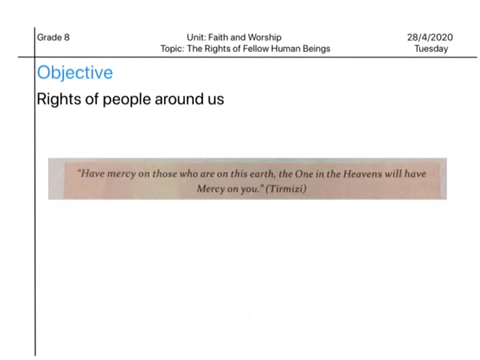 Grade 8 Unit: Faith and Worship 28/4/2020
Topic: The Rights of Fellow Human Beings Tuesday
Objective
Rights of people around us
"Have mercy on those who are on this earth, the One in the Heavens will have
Mercy on you." (Tirmizi)